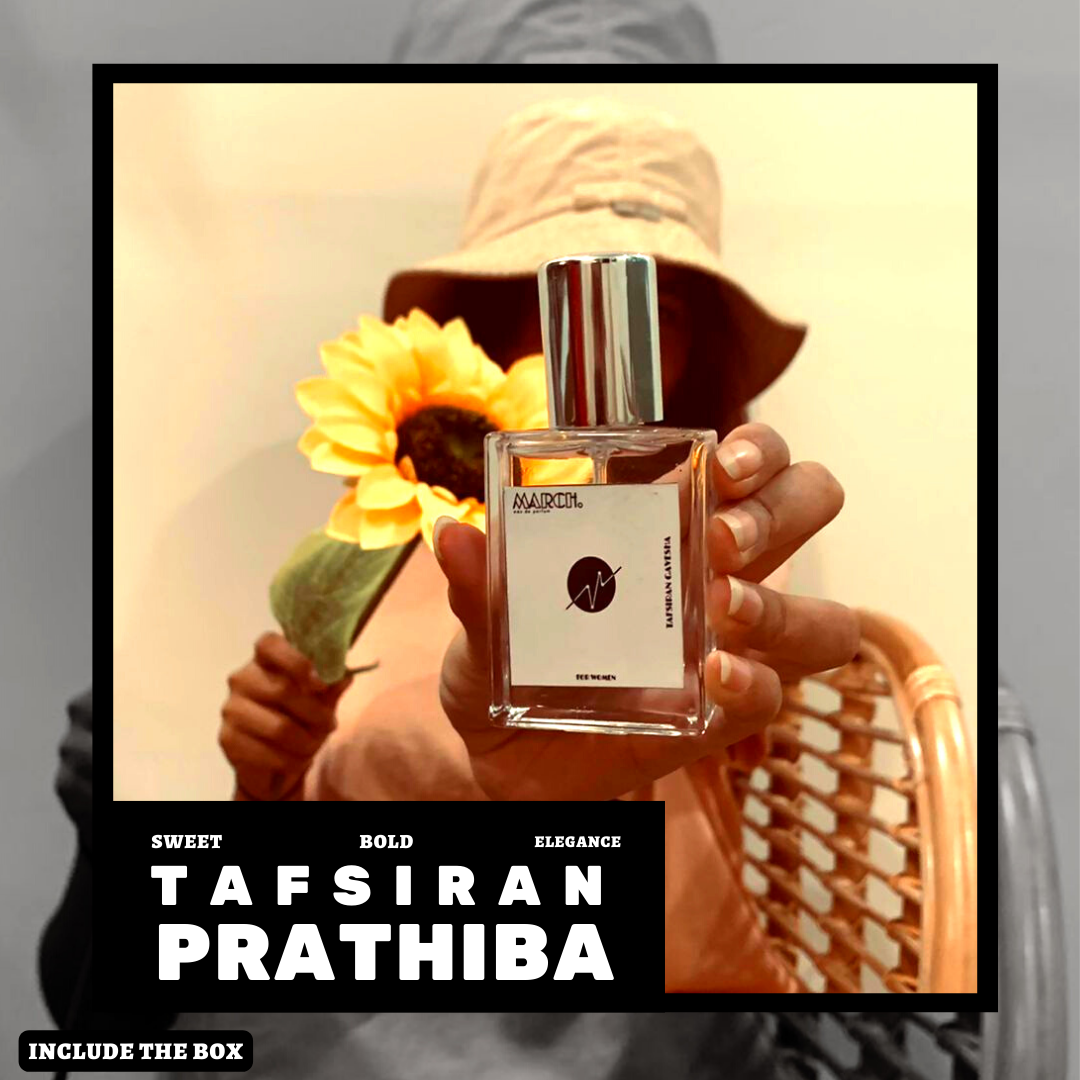 MARCH.
eau de parfum
TAFSIRAN GAYESHA
FOR WOMEN
SWEET BOLD ELEGANCE
TAFSIRAN
PRATHIBA
INCLUDE THE BOX